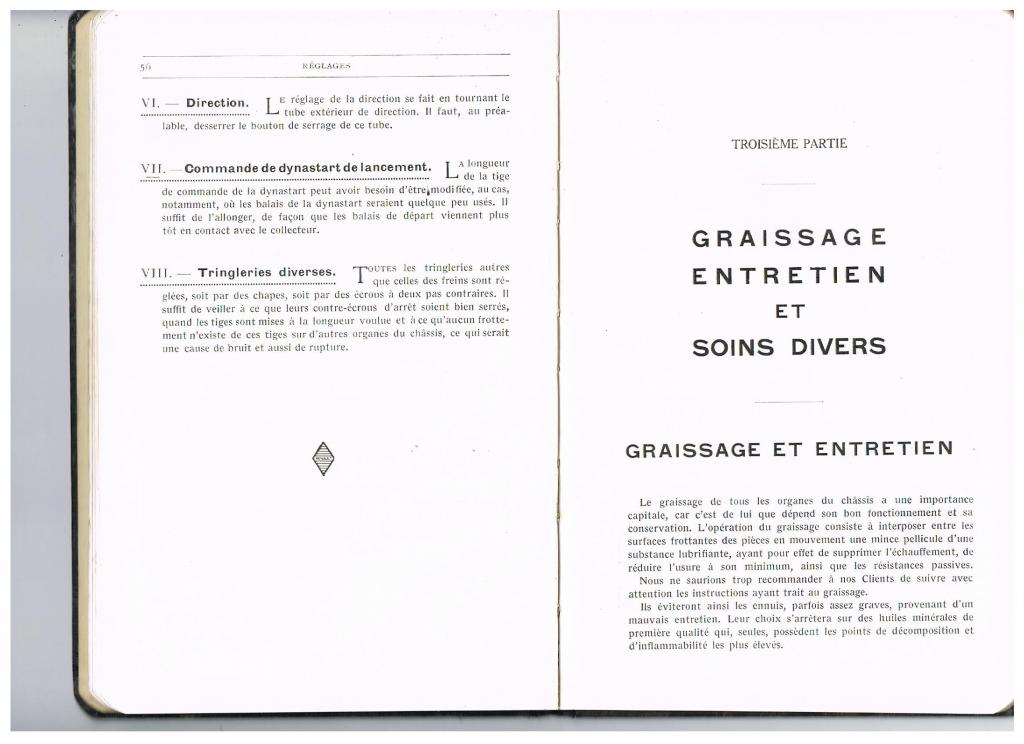 56
RÉGLAGES
VI. — Direction. LE réglage de la direction se fait en tournant le
tube extérieur de direction. Il faut, au préa-
lable, desserrer le bouton de serrage de ce tube.
VII. — Commande de dynastart de lancement. LA longueur
de la tige
de commande de la dynastart peut avoir besoin d'être modifiée, au cas,
notamment, où les balais de la dynastart seraient quelque peu usés. Il
suffit de l'allonger, de façon que les balais de départ viennent plus
tôt en contact avec le collecteur.
VIII. — Tringleries diverses. TOUTES les tringleries autres
que celles des freins sont ré-
glées, soit par des chapes, soit par des écrous à deux pas contraires. Il
suffit de veiller à ce que leurs contre-écrous d'arrêt soient bien serrés,
quand les tiges sont mises à la longueur voulue et à ce qu'aucun frotte-
ment n'existe de ces tiges sur d'autres organes du châssis, ce qui serait
une cause de bruit et aussi de rupture.
TROISIÈME PARTIE
GRAISSAGE
ENTRETIEN
ET
SOINS DIVERS
GRAISSAGE ET ENTRETIEN
Le graissage de tous les organes du châssis a une importance
capitale, car c'est de lui que dépend son bon fonctionnement et sa
conservation. L'opération du graissage consiste à interposer entre les
surfaces frottantes des pièces en mouvement une mince pellicule d'une
substance lubrifiante, ayant pour effet de supprimer l'échauffement, de
réduire l'usure à son minimum, ainsi que les résistances passives.
Nous ne saurions trop recommander à nos Clients de suivre avec
attention les instructions ayant trait au graissage.
Ils éviteront ainsi les ennuis, parfois assez graves, provenant d'un
mauvais entretien. Leur choix s'arrêtera sur des huiles minérales de
première qualité qui, seules, possèdent les points de décomposition et
d'inflammabilité les plus élevés.